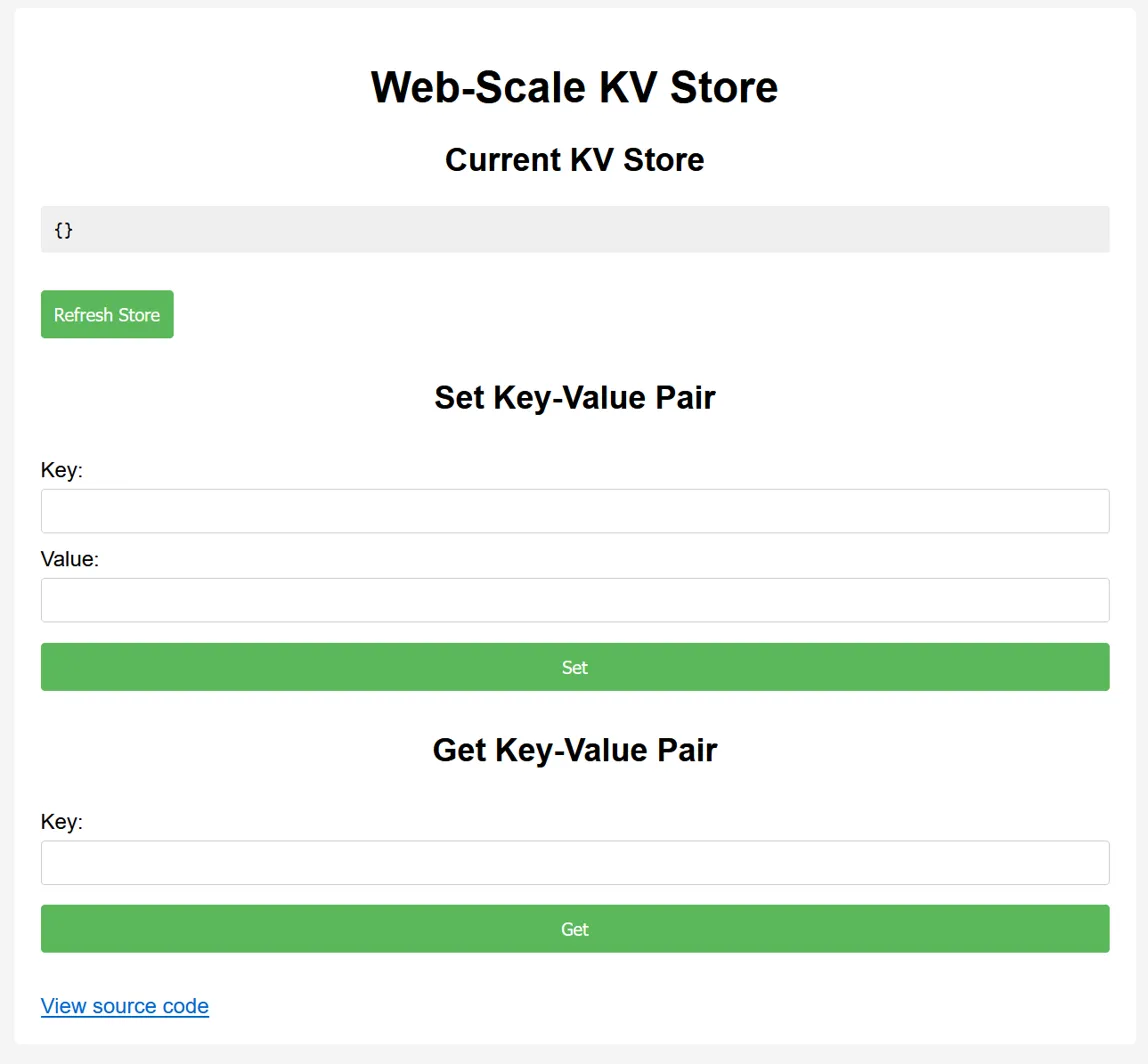 Web-Scale KV Store
Current KV Store
{}
Refresh Store
Set Key-Value Pair
Key:
Value:
Set
Get Key-Value Pair
Key:
Get
View source code